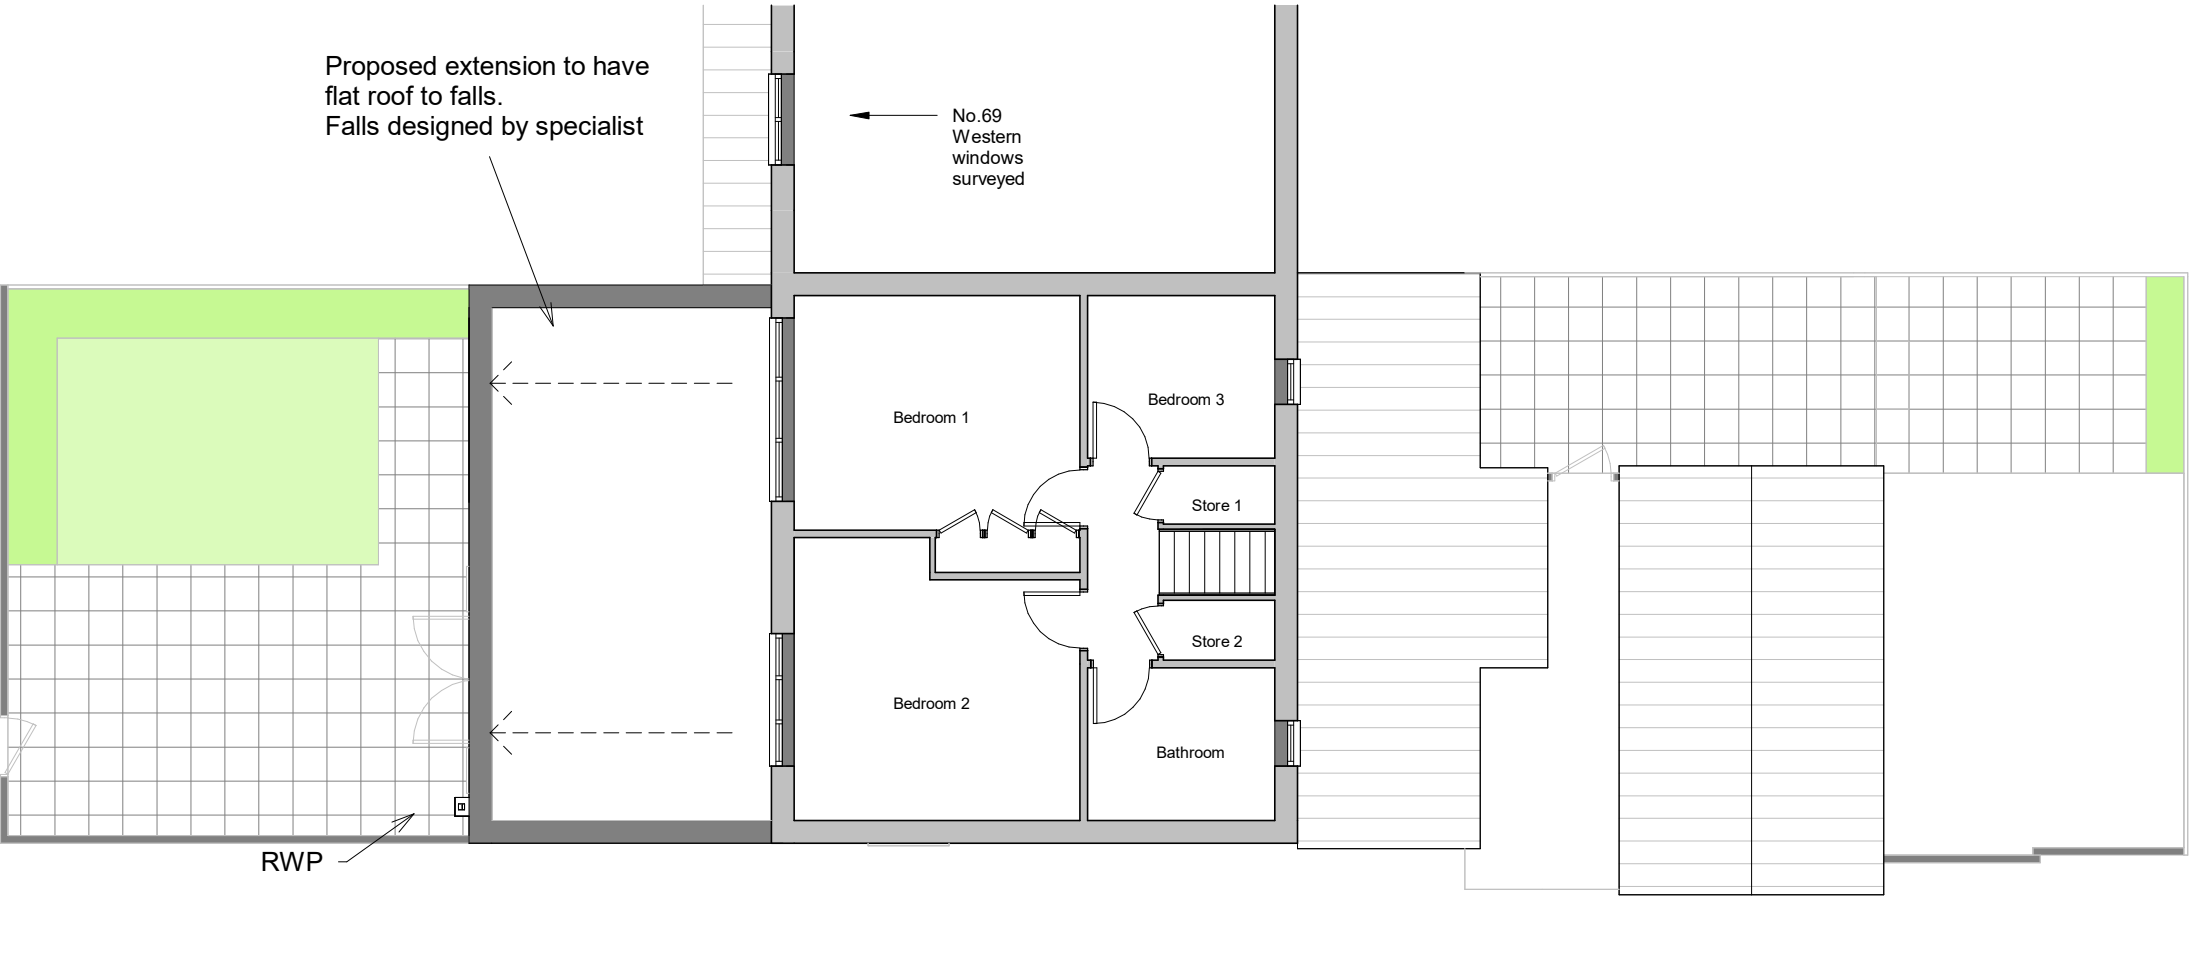 Proposed extension to have
flat roof to falls.
Falls designed by specialist
No.69
Western
windows
surveyed
Bedroom 1
Bedroom 3
Store 1
Store 2
Bedroom 2
Bathroom
RWP